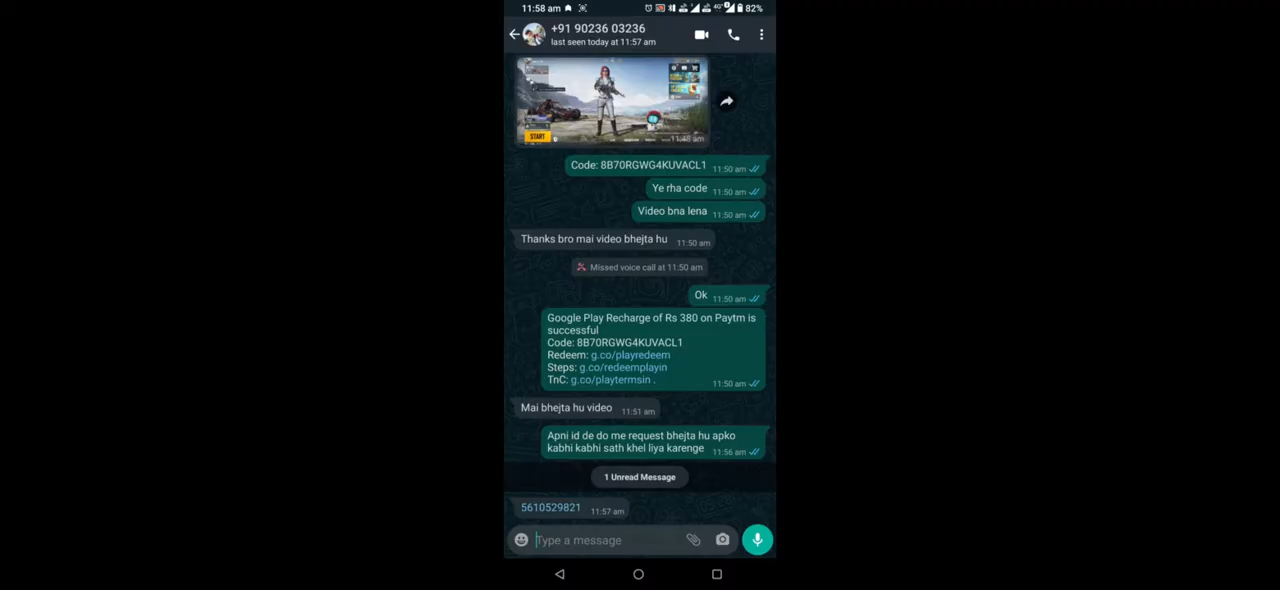 11:58 am
82%
+91 90236 03236
last seen today at 11:57 am
START
11:48 am
Code: 8B70RGWG4KUVACL1
11:50 am
Ye rha code
11:50 am
Video bna lena
11:50 am
Thanks bro mai video bhejta hu
11:50 am
Missed voice call at 11:50 am
Ok
11:50 am
Google Play Recharge of Rs 380 on Paytm is
successful
Code: 8B70RGWG4KUVACL1
Redeem: g.co/playredeem
Steps: g.co/redeemplayin
TnC: g.co/playtermsin .
11:50 am
Mai bhejta hu video
11:51 am
Apni id de do me request bhejta hu apko
kabhi kabhi sath khel liya karenge
11:56 am
1 Unread Message
5610529821
11:57 am
Type a message